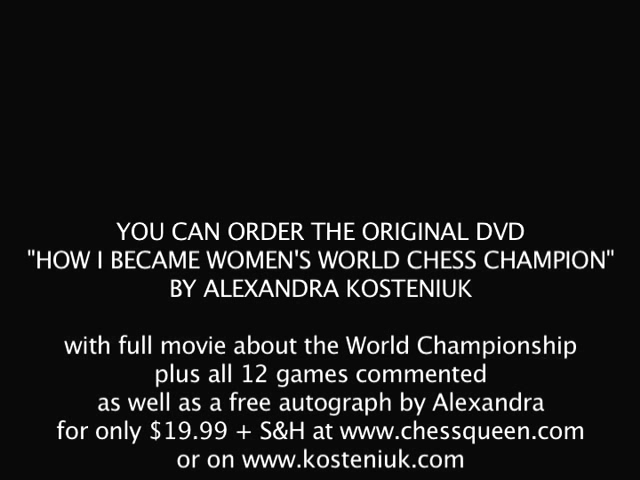 YOU CAN ORDER THE ORIGINAL DVD
"HOW I BECAME WOMEN'S WORLD CHESS CHAMPION"
BY ALEXANDRA KOSTENIUK
with full movie about the World Championship
plus all 12 games commented
as well as a free autograph by Alexandra
for only $19.99 + S&H at www.chessqueen.com
or on www.kosteniuk.com